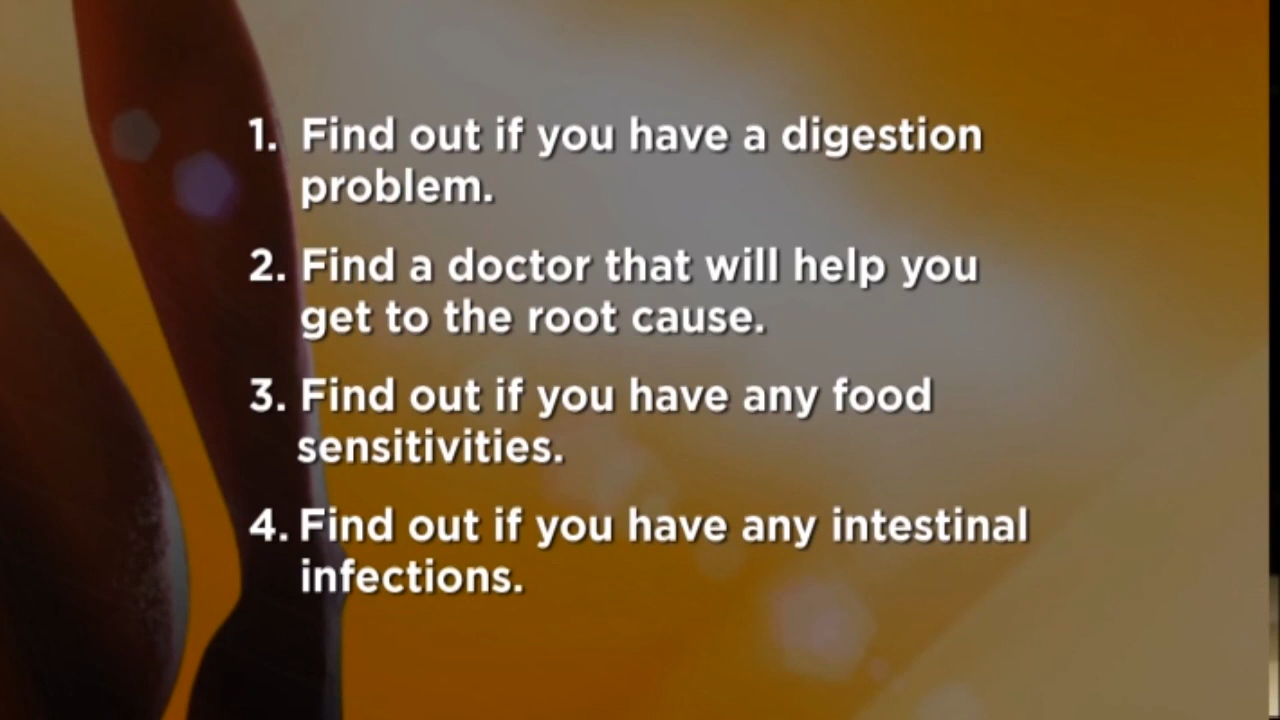 1. Find out if you have a digestion
problem.
2. Find a doctor that will help you
get to the root cause.
3. Find out if you have any food
sensitivities.
4. Find out if you have any intestinal
infections.